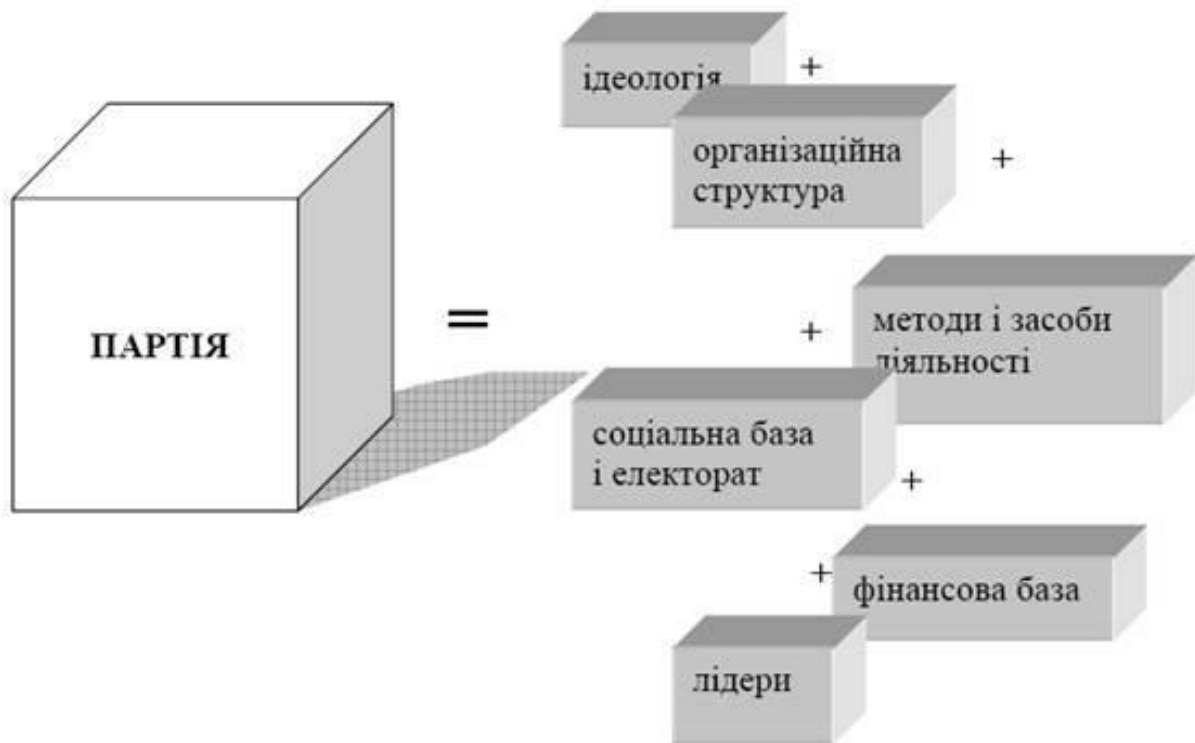 ідеологія
+
організаційна
структура
+
ПАРТІЯ
=
+
методи і засоби
діяльності
соціальна база
і електорат
+
+
фінансова база
лідери